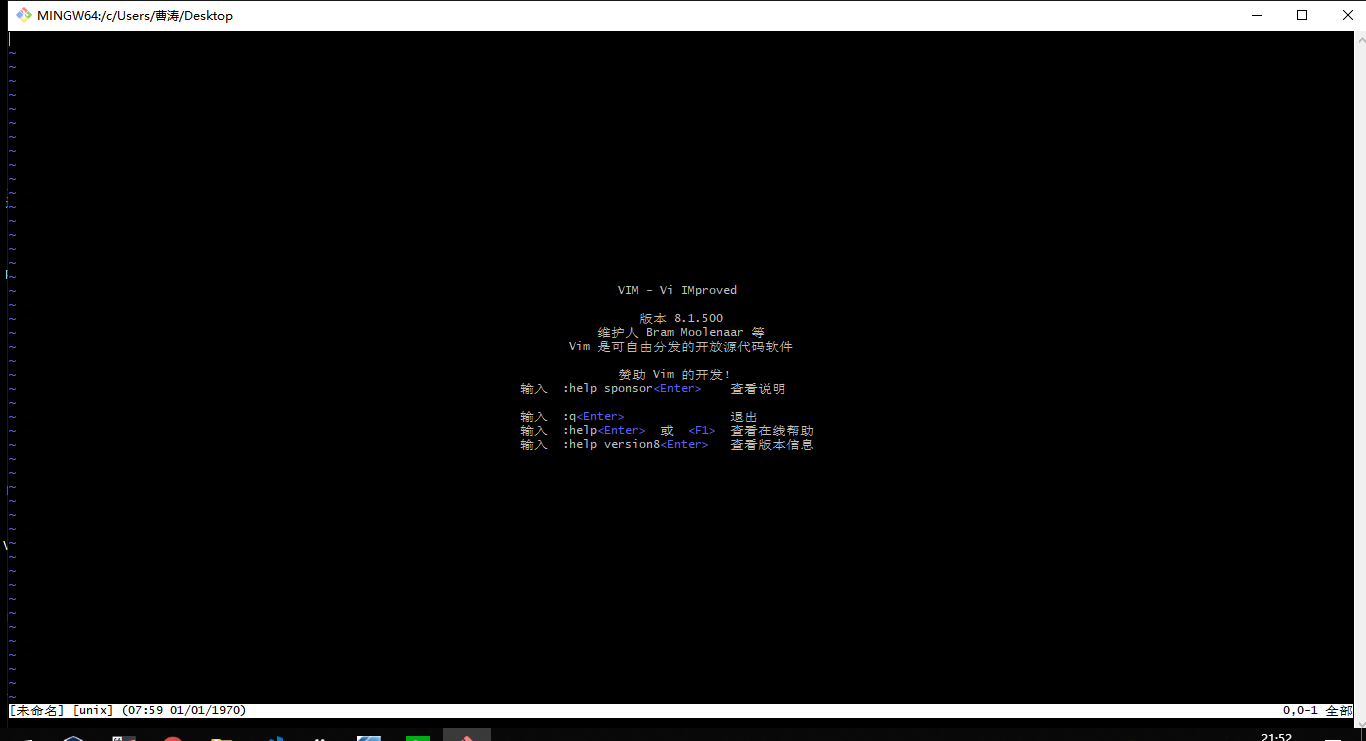 MINGW64:/c/Users/曹涛/Desktop
VIM - Vi IMproved
版本 8.1.500
维护人 Bram Moolenaar 等
Vim 是可自由分发的开放源代码软件
赞助 Vim 的开发!
输入  :help sponsor<Enter>    查看说明
输入  :q<Enter>               退出
输入  :help<Enter>  或  <F1>  查看在线帮助
输入  :help version8<Enter>   查看版本信息
[未命名] [unix] (07:59 01/01/1970)    0,0-1 全部
21:52